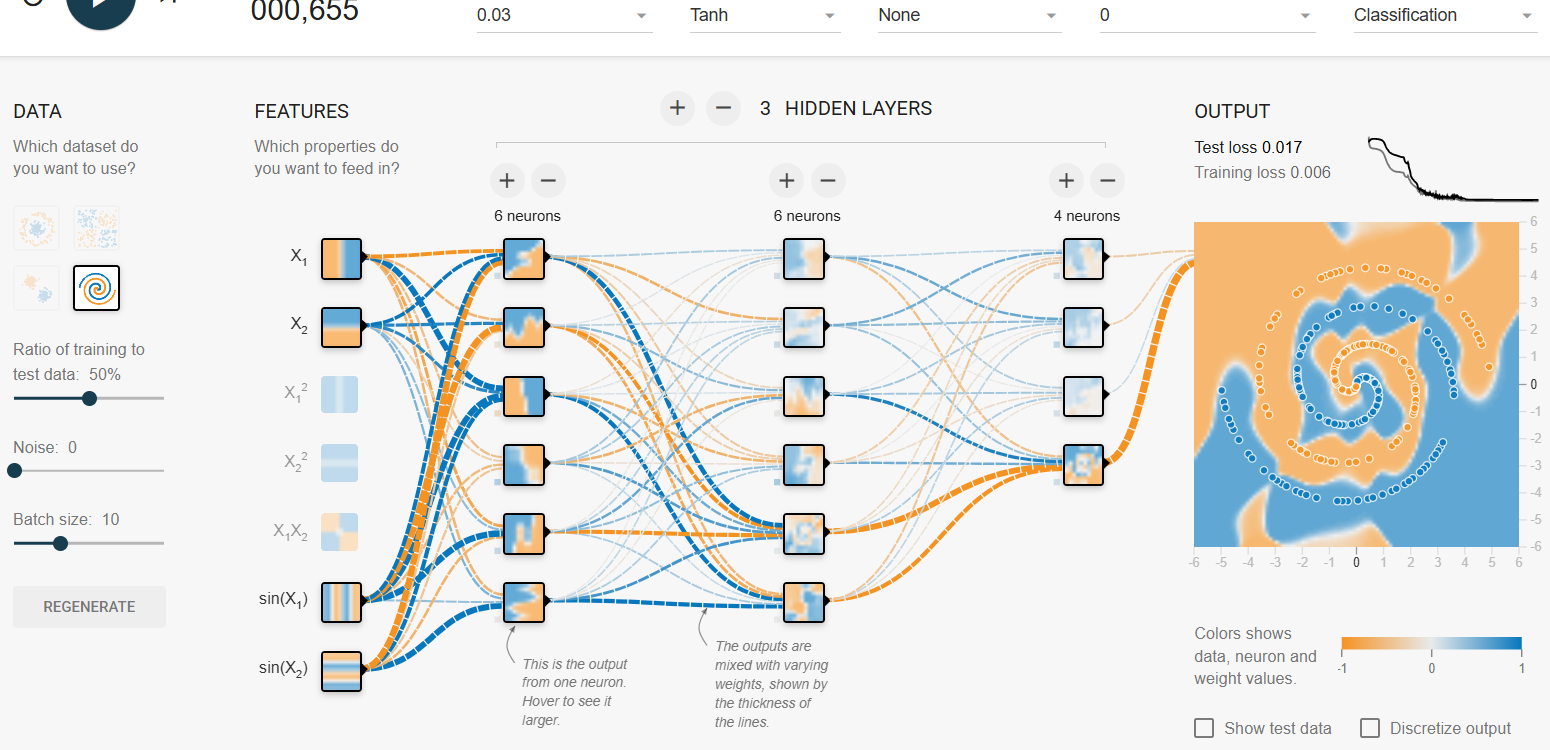 000,655
0.03
Tanh
None
0
Classification
DATA
Which dataset do
you want to use?
Ratio of training to
test data: 50%
Noise: 0
Batch size: 10
REGENERATE
FEATURES
Which properties do
you want to feed in?
X1
X2
X1²
X2²
X1X2
sin(X1)
sin(X2)
+ − 3 HIDDEN LAYERS
+ −
6 neurons
+ −
6 neurons
+ −
4 neurons
This is the output
from one neuron.
Hover to see it
larger.
The outputs are
mixed with varying
weights, shown by
the thickness of
the lines.
OUTPUT
Test loss 0.017
Training loss 0.006
6
5
4
3
2
1
0
-1
-2
-3
-4
-5
-6
-6 -5 -4 -3 -2 -1 0 1 2 3 4 5 6
Colors shows
data, neuron and
weight values.
-1 0 1
Show test data
Discretize output